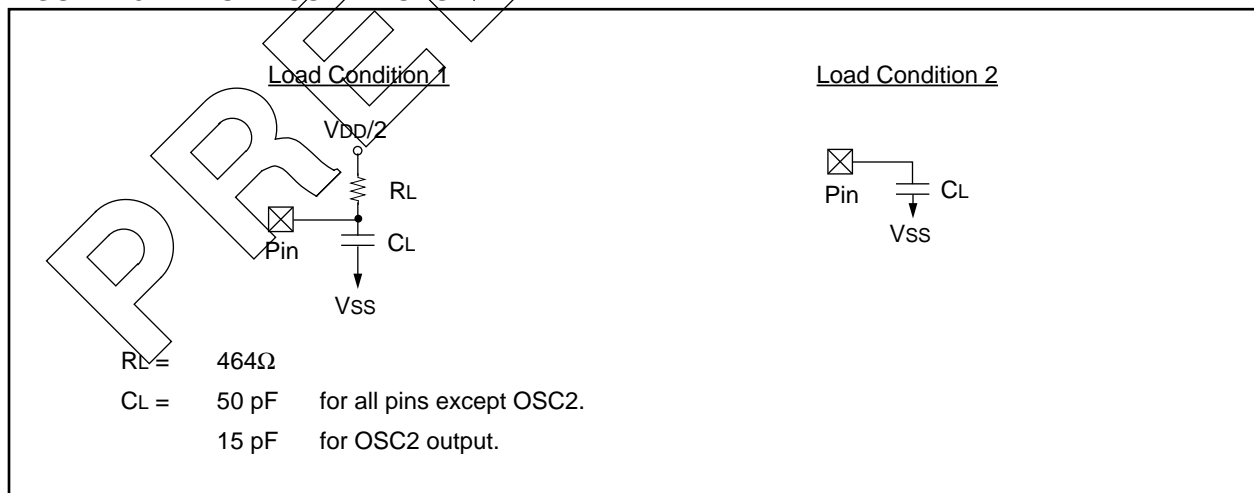 Load Condition 1
Load Condition 2
VDD/2
RL
Pin
CL
VSS
Pin
CL
VSS
RL = 464Ω
CL = 50 pF for all pins except OSC2.
15 pF for OSC2 output.
P R E